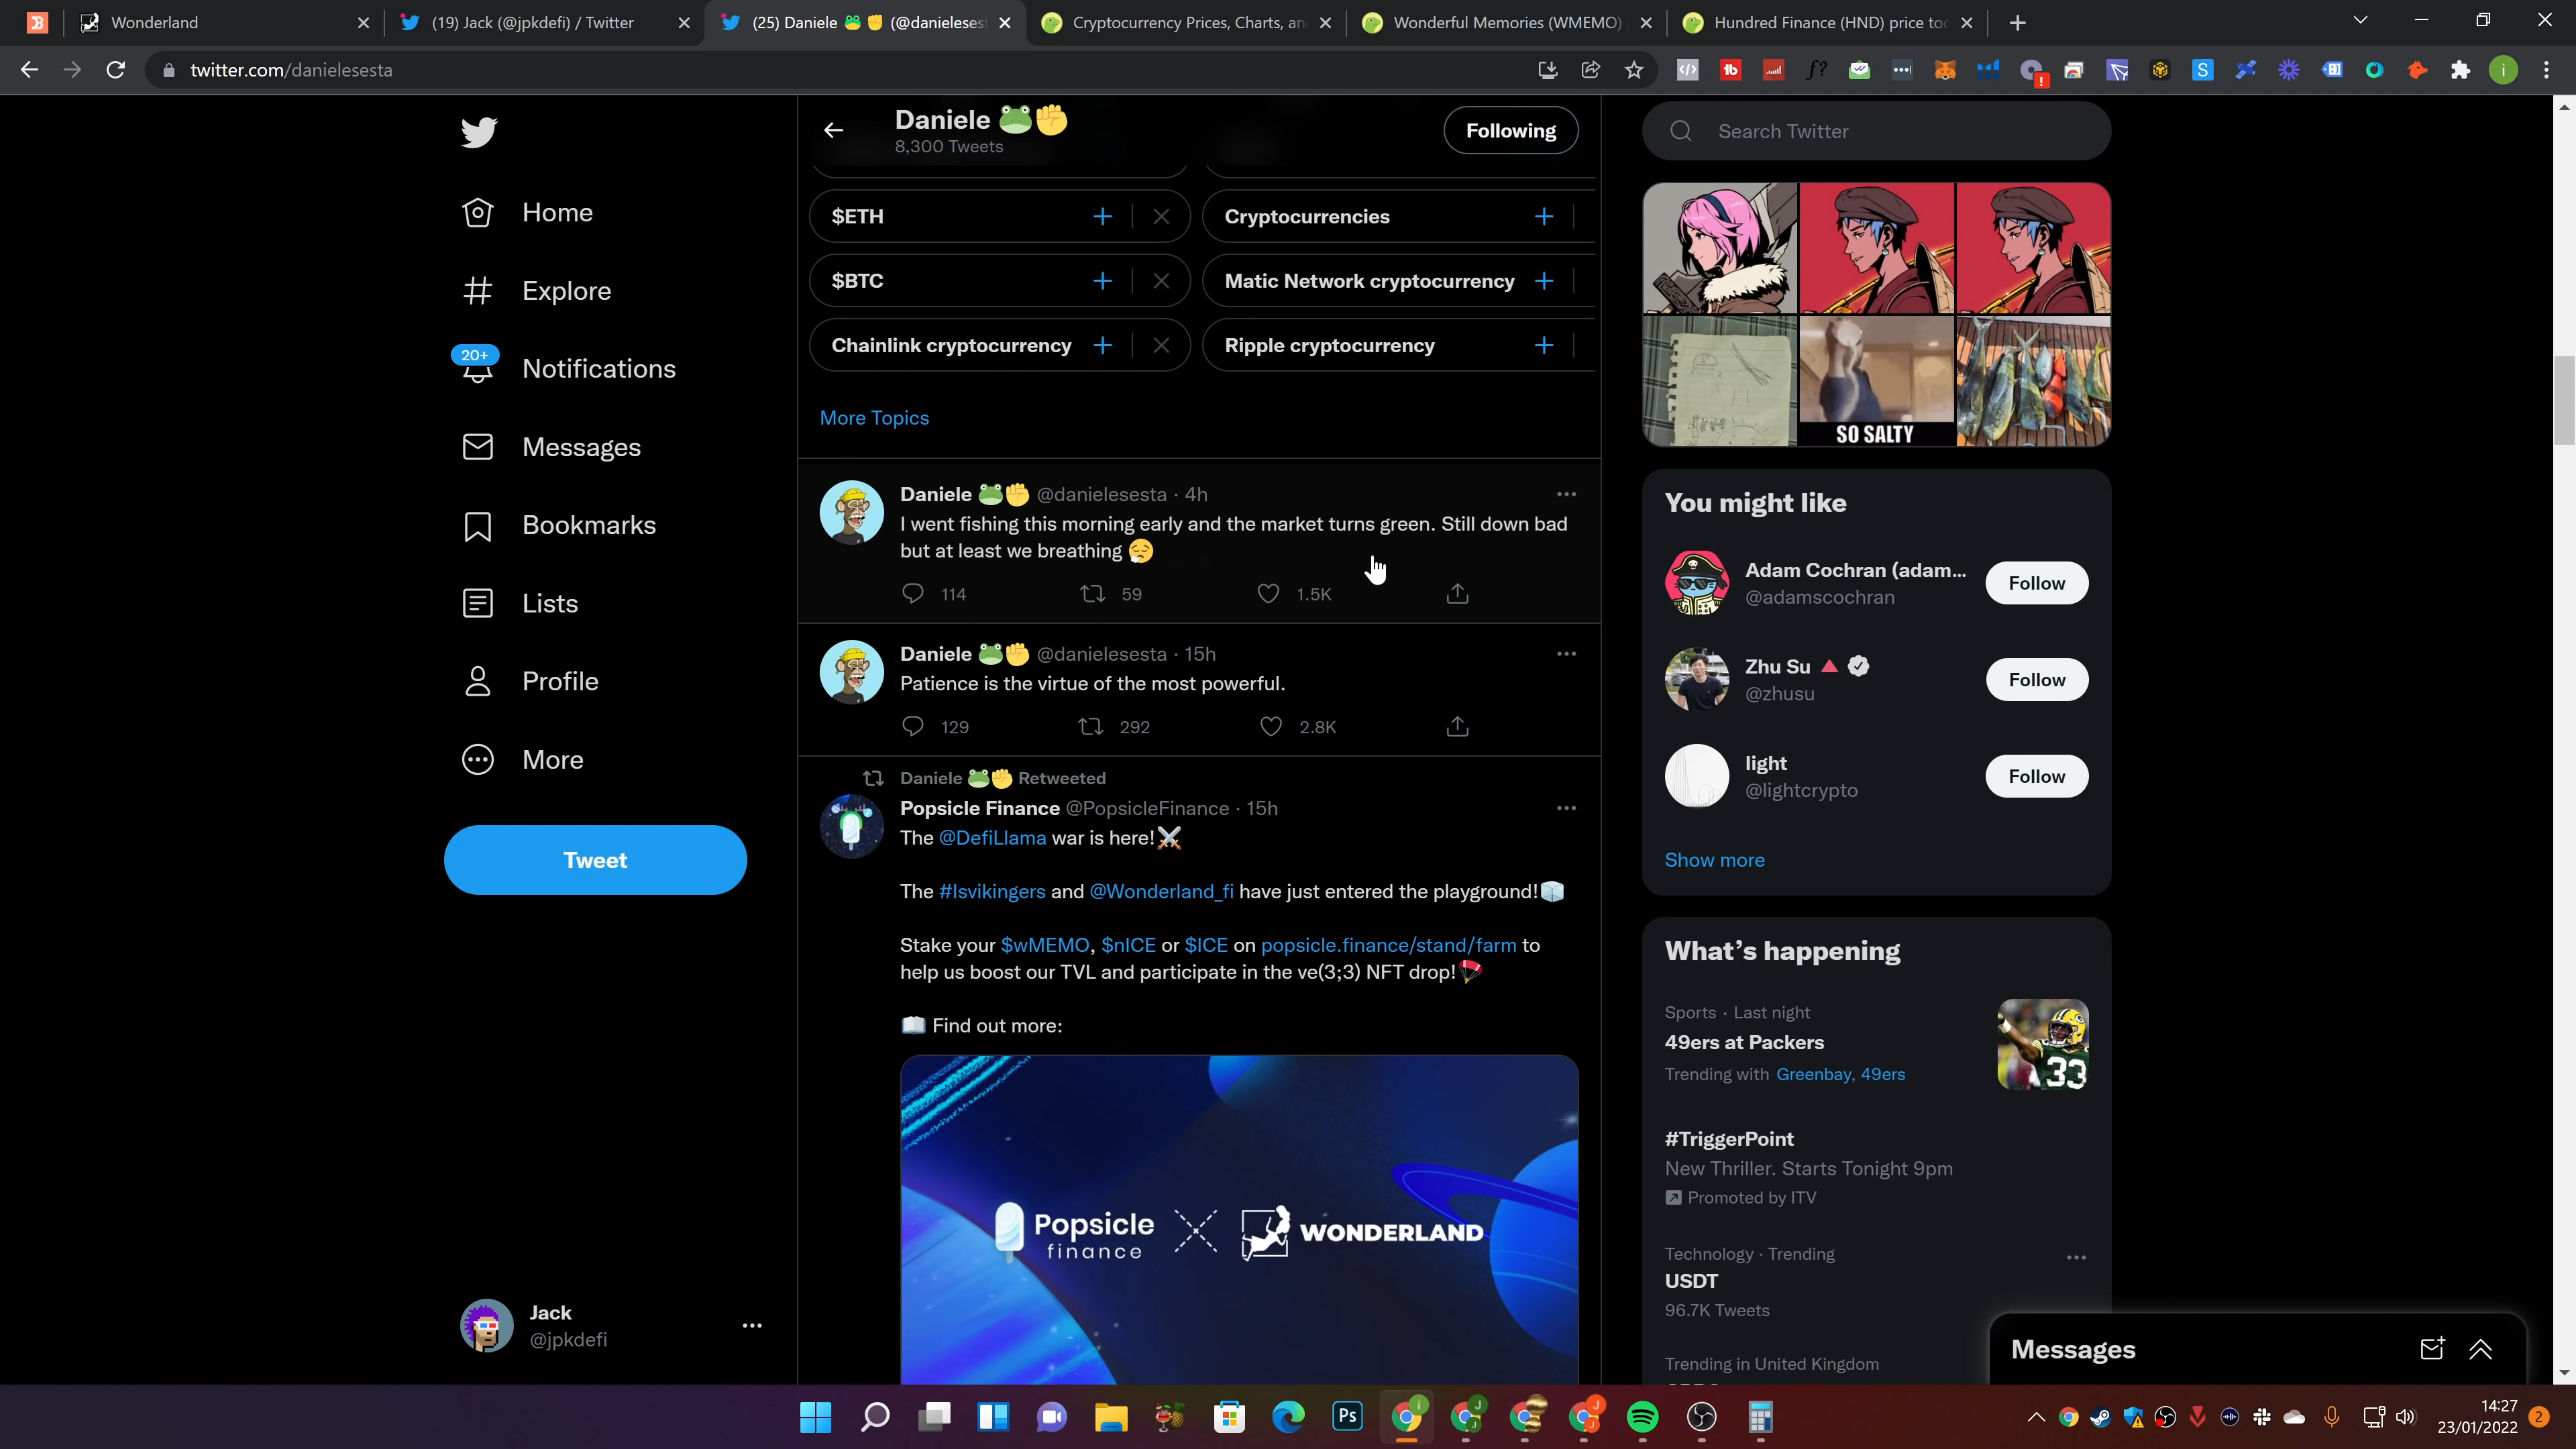 Wonderland
(19) Jack (@jpkdefi) / Twitter
(25) Daniele 🐸✊ (@danielesest
Cryptocurrency Prices, Charts, an
Wonderful Memories (WMEMO)
Hundred Finance (HND) price toc
twitter.com/danielesesta
Daniele 🐸✊
8,300 Tweets
Following
Search Twitter
Home
Explore
20+
Notifications
Messages
Bookmarks
Lists
Profile
More
Tweet
Jack
@jpkdefi
$ETH
Cryptocurrencies
$BTC
Matic Network cryptocurrency
Chainlink cryptocurrency
Ripple cryptocurrency
More Topics
Daniele 🐸✊ @danielesesta · 4h
I went fishing this morning early and the market turns green. Still down bad
but at least we breathing 😮‍💨
114 59 1.5K
Daniele 🐸✊ @danielesesta · 15h
Patience is the virtue of the most powerful.
129 292 2.8K
Daniele 🐸✊ Retweeted
Popsicle Finance @PopsicleFinance · 15h
The @DefiLlama war is here!⚔️
The #Isvikingers and @Wonderland_fi have just entered the playground!🧊
Stake your $wMEMO, $nICE or $ICE on popsicle.finance/stand/farm to
help us boost our TVL and participate in the ve(3;3) NFT drop!🪂
📖 Find out more:
Popsicle
finance
WONDERLAND
SO SALTY
33
You might like
Adam Cochran (adam...
@adamscochran
Follow
Zhu Su 🔺
@zhusu
Follow
light
@lightcrypto
Follow
Show more
What's happening
Sports · Last night
49ers at Packers
Trending with Greenbay, 49ers
#TriggerPoint
New Thriller. Starts Tonight 9pm
Promoted by ITV
Technology · Trending
USDT
96.7K Tweets
Trending in United Kingdom
Messages
Ps
14:27
23/01/2022
2